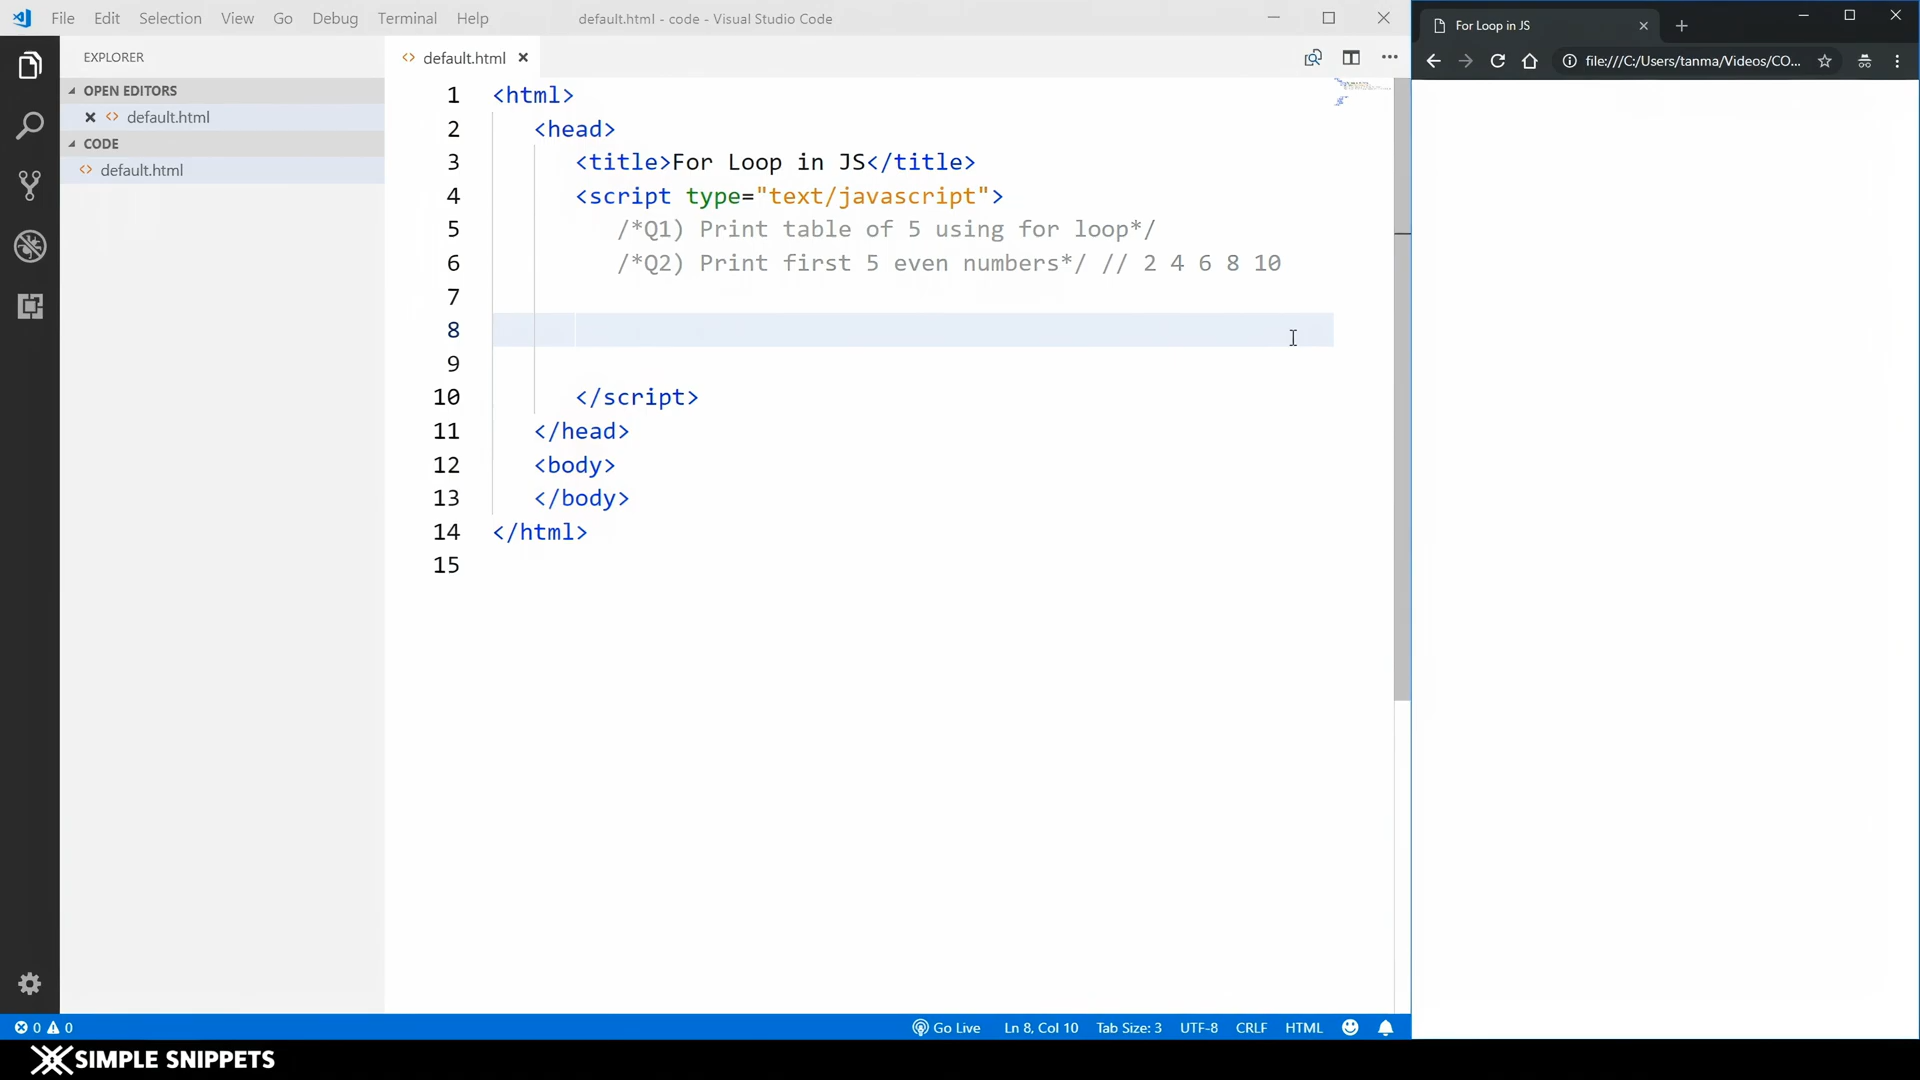 File Edit Selection View Go Debug Terminal Help default.html - code - Visual Studio Code
EXPLORER
OPEN EDITORS
default.html
CODE
default.html
default.html
1 <html>
2 <head>
3 <title>For Loop in JS</title>
4 <script type="text/javascript">
5 /*Q1) Print table of 5 using for loop*/
6 /*Q2) Print first 5 even numbers*/ // 2 4 6 8 10
7
8
9
10 </script>
11 </head>
12 <body>
13 </body>
14 </html>
15
For Loop in JS
file:///C:/Users/tanma/Videos/CO...
0 0 Go Live Ln 8, Col 10 Tab Size: 3 UTF-8 CRLF HTML
SIMPLE SNIPPETS